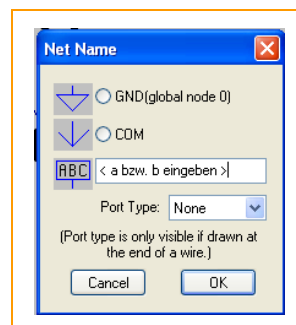 Net Name
GND(global node 0)
COM
ABC < a bzw. b eingeben >
Port Type: None
(Port type is only visible if drawn at
the end of a wire.)
Cancel OK